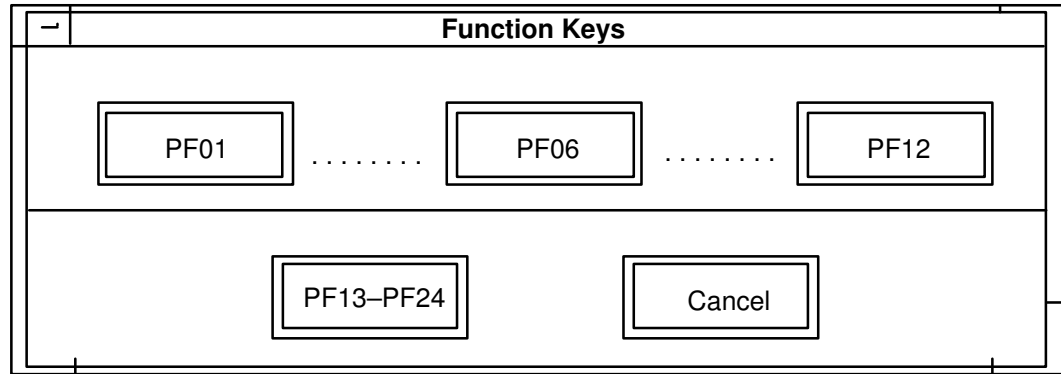 Function Keys
PF01 . . . . . . . . PF06 . . . . . . . . PF12
PF13–PF24 Cancel